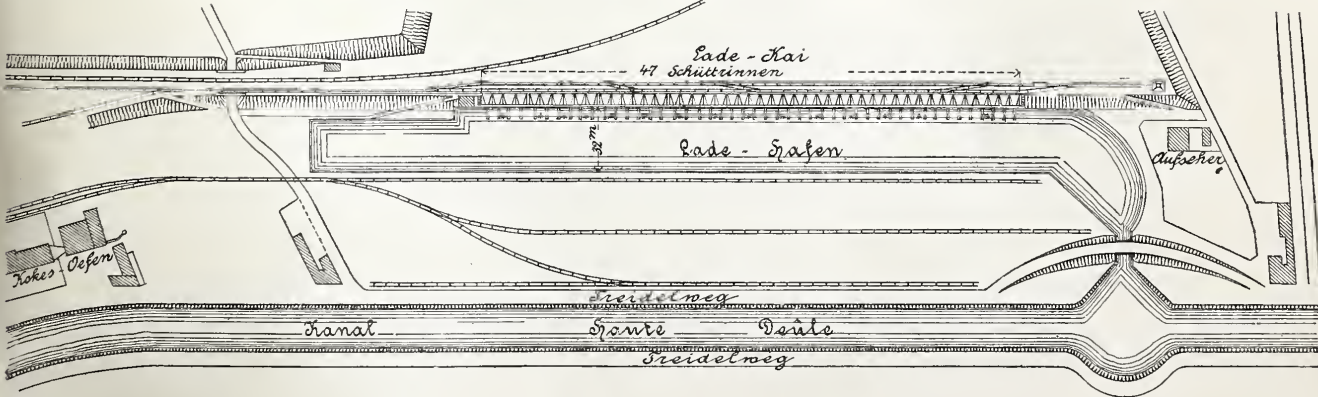 Lade-Kai
47 Schüttrinnen
32 m
Lade-Hafen
Aufseher
Kokes-Oefen
Treidelweg
Kanal Haute Deûle
Treidelweg